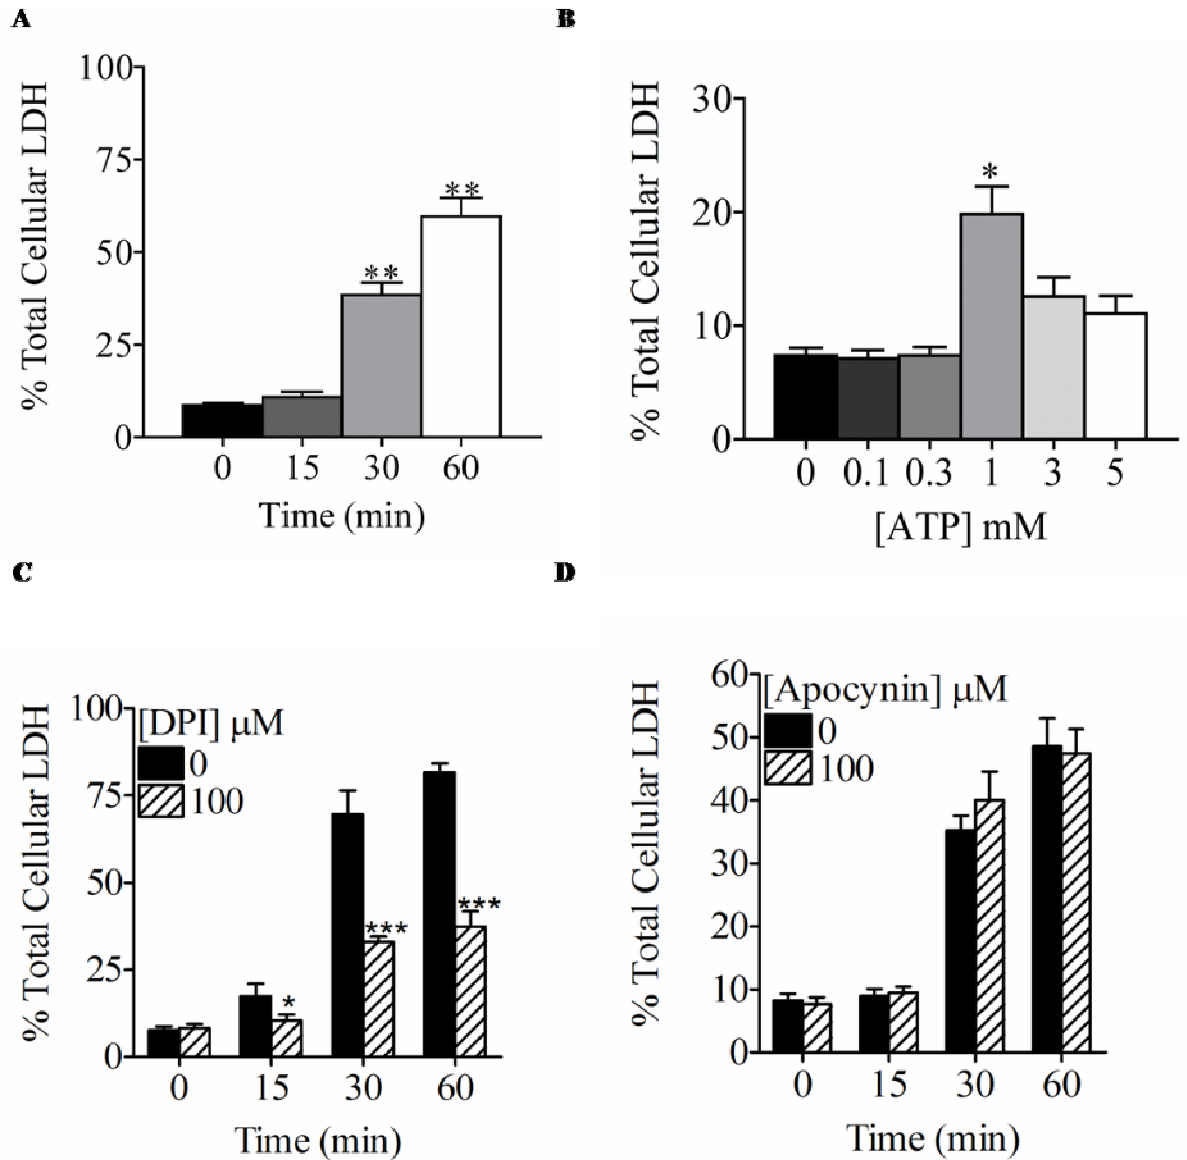 A
% Total Cellular LDH
100
75
50
25
0
**
**
0 15 30 60
Time (min)
B
% Total Cellular LDH
30
20
10
0
*
0 0.1 0.3 1 3 5
[ATP] mM
C
% Total Cellular LDH
100
75
50
25
0
[DPI] μM
0
100
*
***
***
0 15 30 60
Time (min)
D
% Total Cellular LDH
60
50
40
30
20
10
0
[Apocynin] μM
0
100
0 15 30 60
Time (min)